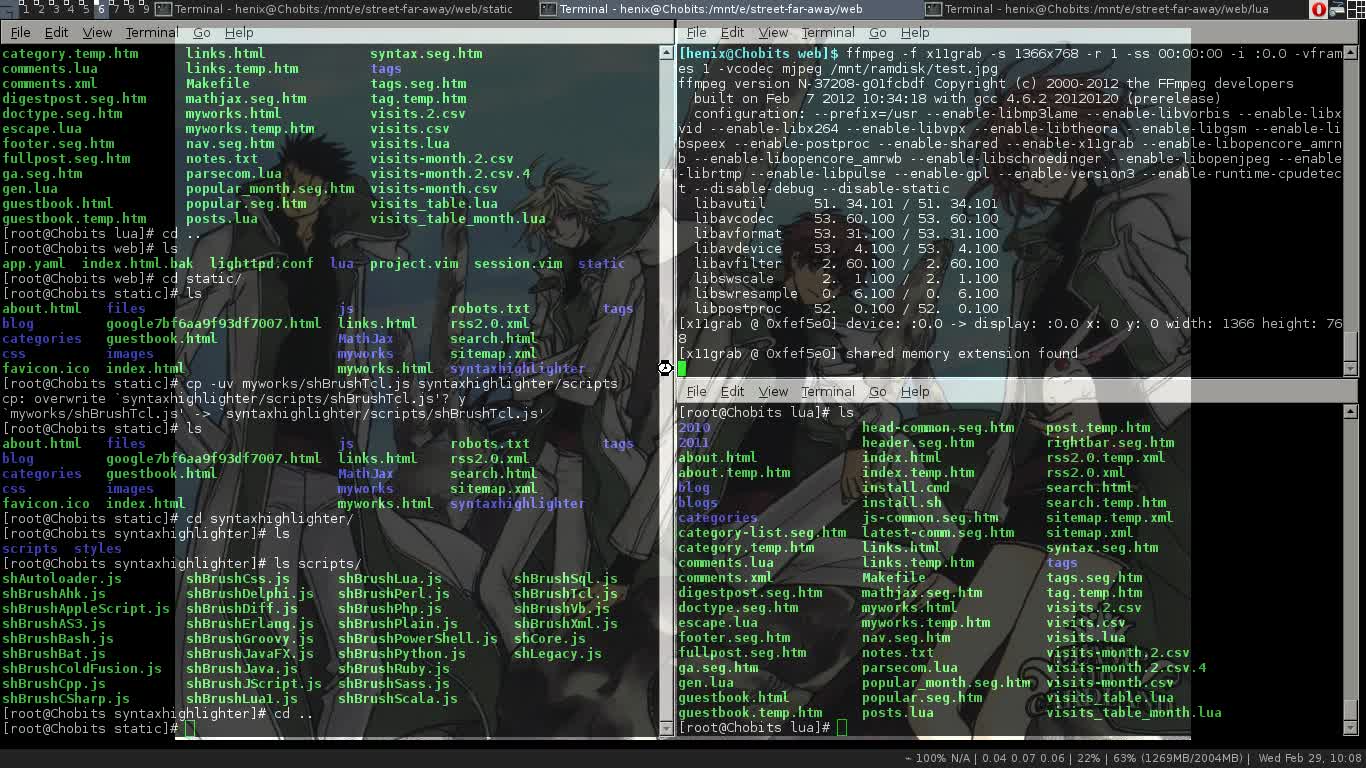 1 2 3 4 5 6 7 8 9 Terminal - henix@Chobits:/mnt/e/street-far-away/web/static Terminal - henix@Chobits:/mnt/e/street-far-away/web Terminal - henix@Chobits:/mnt/e/street-far-away/web/lua
File Edit View Terminal Go Help
category.temp.htm links.html syntax.seg.htm
comments.lua links.temp.htm tags
comments.xml Makefile tags.seg.htm
digestpost.seg.htm mathjax.seg.htm tag.temp.htm
doctype.seg.htm myworks.html visits.2.csv
escape.lua myworks.temp.htm visits.csv
footer.seg.htm nav.seg.htm visits.lua
fullpost.seg.htm notes.txt visits-month.2.csv
ga.seg.htm parsecom.lua visits-month.2.csv.4
gen.lua popular_month.seg.htm visits-month.csv
guestbook.html popular.seg.htm visits_table.lua
guestbook.temp.htm posts.lua visits_table_month.lua
[root@Chobits lua]# cd ..
[root@Chobits web]# ls
app.yaml index.html.bak lighttpd.conf lua project.vim session.vim static
[root@Chobits web]# cd static/
[root@Chobits static]# ls
about.html files js robots.txt tags
blog google7bf6aa9f93df7007.html links.html rss2.0.xml
categories guestbook.html MathJax search.html
css images myworks sitemap.xml
favicon.ico index.html myworks.html syntaxhighlighter
[root@Chobits static]# cp -uv myworks/shBrushTcl.js syntaxhighlighter/scripts
cp: overwrite `syntaxhighlighter/scripts/shBrushTcl.js'? y
`myworks/shBrushTcl.js' -> `syntaxhighlighter/scripts/shBrushTcl.js'
[root@Chobits static]# ls
about.html files js robots.txt tags
blog google7bf6aa9f93df7007.html links.html rss2.0.xml
categories guestbook.html MathJax search.html
css images myworks sitemap.xml
favicon.ico index.html myworks.html syntaxhighlighter
[root@Chobits static]# cd syntaxhighlighter/
[root@Chobits syntaxhighlighter]# ls
scripts styles
[root@Chobits syntaxhighlighter]# ls scripts/
shAutoloader.js shBrushCss.js shBrushLua.js shBrushSql.js
shBrushAhk.js shBrushDelphi.js shBrushPerl.js shBrushTcl.js
shBrushAppleScript.js shBrushDiff.js shBrushPhp.js shBrushVb.js
shBrushAS3.js shBrushErlang.js shBrushPlain.js shBrushXml.js
shBrushBash.js shBrushGroovy.js shBrushPowerShell.js shCore.js
shBrushBat.js shBrushJavaFX.js shBrushPython.js shLegacy.js
shBrushColdFusion.js shBrushJava.js shBrushRuby.js
shBrushCpp.js shBrushJScript.js shBrushSass.js
shBrushCSharp.js shBrushLua1.js shBrushScala.js
[root@Chobits syntaxhighlighter]# cd ..
[root@Chobits static]#
File Edit View Terminal Go Help
[henix@Chobits web]$ ffmpeg -f x11grab -s 1366x768 -r 1 -ss 00:00:00 -i :0.0 -vfram
es 1 -vcodec mjpeg /mnt/ramdisk/test.jpg
ffmpeg version N-37208-g01fcbdf Copyright (c) 2000-2012 the FFmpeg developers
built on Feb 7 2012 10:34:18 with gcc 4.6.2 20120120 (prerelease)
configuration: --prefix=/usr --enable-libmp3lame --enable-libvorbis --enable-libx
vid --enable-libx264 --enable-libvpx --enable-libtheora --enable-libgsm --enable-li
bspeex --enable-postproc --enable-shared --enable-x11grab --enable-libopencore_amrn
b --enable-libopencore_amrwb --enable-libschroedinger --enable-libopenjpeg --enable
-librtmp --enable-libpulse --enable-gpl --enable-version3 --enable-runtime-cpudetec
t --disable-debug --disable-static
libavutil 51. 34.101 / 51. 34.101
libavcodec 53. 60.100 / 53. 60.100
libavformat 53. 31.100 / 53. 31.100
libavdevice 53. 4.100 / 53. 4.100
libavfilter 2. 60.100 / 2. 60.100
libswscale 2. 1.100 / 2. 1.100
libswresample 0. 6.100 / 0. 6.100
libpostproc 52. 0.100 / 52. 0.100
[x11grab @ 0xfef5e0] device: :0.0 -> display: :0.0 x: 0 y: 0 width: 1366 height: 76
8
[x11grab @ 0xfef5e0] shared memory extension found
File Edit View Terminal Go Help
[root@Chobits lua]# ls
2010 head-common.seg.htm post.temp.htm
2011 header.seg.htm rightbar.seg.htm
about.html index.html rss2.0.temp.xml
about.temp.htm index.temp.htm rss2.0.xml
blog install.cmd search.html
blogs install.sh search.temp.htm
categories js-common.seg.htm sitemap.temp.xml
category-list.seg.htm latest-comm.seg.htm sitemap.xml
category.temp.htm links.html syntax.seg.htm
comments.lua links.temp.htm tags
comments.xml Makefile tags.seg.htm
digestpost.seg.htm mathjax.seg.htm tag.temp.htm
doctype.seg.htm myworks.html visits.2.csv
escape.lua myworks.temp.htm visits.csv
footer.seg.htm nav.seg.htm visits.lua
fullpost.seg.htm notes.txt visits-month.2.csv
ga.seg.htm parsecom.lua visits-month.2.csv.4
gen.lua popular_month.seg.htm visits-month.csv
guestbook.html popular.seg.htm visits_table.lua
guestbook.temp.htm posts.lua visits_table_month.lua
[root@Chobits lua]#
~ 100% N/A | 0.04 0.07 0.06 | 22% | 63% (1269MB/2004MB) | Wed Feb 29, 10:08